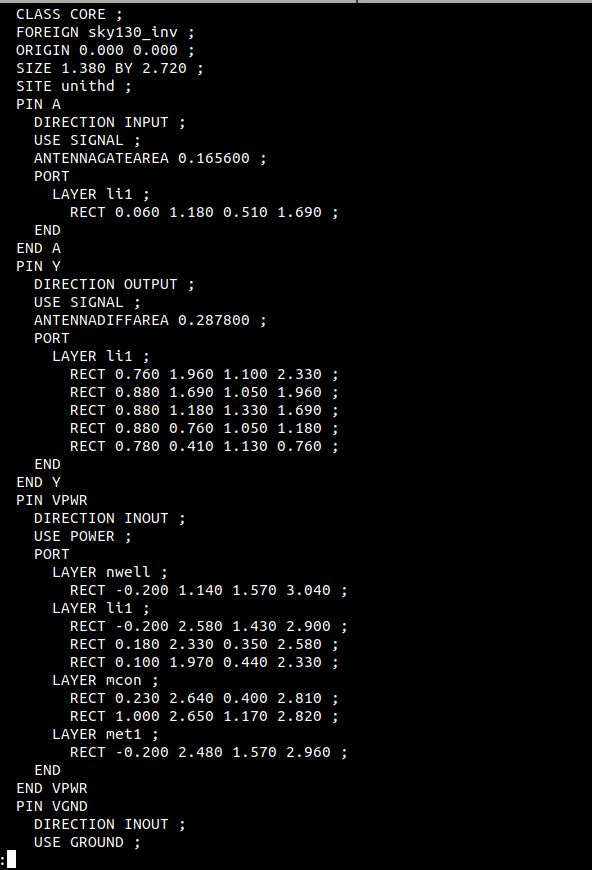 CLASS CORE ;
FOREIGN sky130_inv ;
ORIGIN 0.000 0.000 ;
SIZE 1.380 BY 2.720 ;
SITE unithd ;
PIN A
DIRECTION INPUT ;
USE SIGNAL ;
ANTENNAGATEAREA 0.165600 ;
PORT
LAYER li1 ;
RECT 0.060 1.180 0.510 1.690 ;
END
END A
PIN Y
DIRECTION OUTPUT ;
USE SIGNAL ;
ANTENNADIFFAREA 0.287800 ;
PORT
LAYER li1 ;
RECT 0.760 1.960 1.100 2.330 ;
RECT 0.880 1.690 1.050 1.960 ;
RECT 0.880 1.180 1.330 1.690 ;
RECT 0.880 0.760 1.050 1.180 ;
RECT 0.780 0.410 1.130 0.760 ;
END
END Y
PIN VPWR
DIRECTION INOUT ;
USE POWER ;
PORT
LAYER nwell ;
RECT -0.200 1.140 1.570 3.040 ;
LAYER li1 ;
RECT -0.200 2.580 1.430 2.900 ;
RECT 0.180 2.330 0.350 2.580 ;
RECT 0.100 1.970 0.440 2.330 ;
LAYER mcon ;
RECT 0.230 2.640 0.400 2.810 ;
RECT 1.000 2.650 1.170 2.820 ;
LAYER met1 ;
RECT -0.200 2.480 1.570 2.960 ;
END
END VPWR
PIN VGND
DIRECTION INOUT ;
USE GROUND ;
: